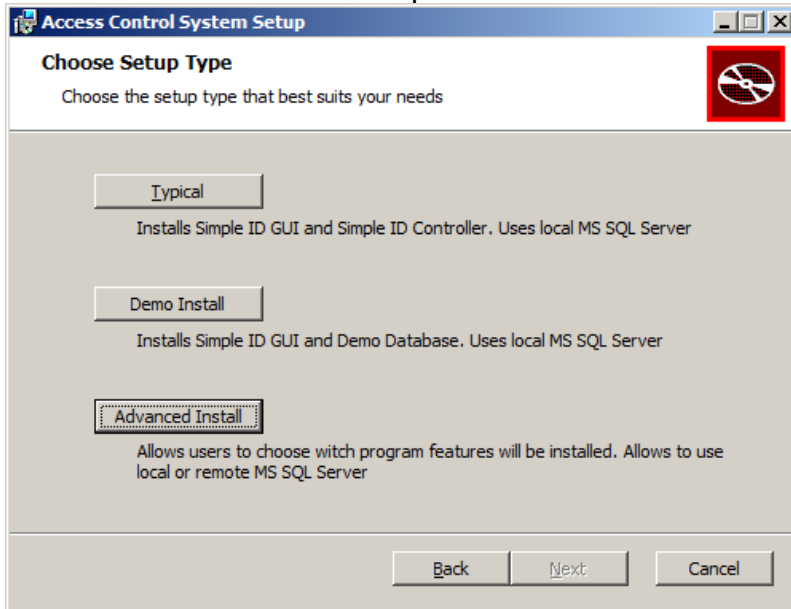 Access Control System Setup
Choose Setup Type
Choose the setup type that best suits your needs
Typical
Installs Simple ID GUI and Simple ID Controller. Uses local MS SQL Server
Demo Install
Installs Simple ID GUI and Demo Database. Uses local MS SQL Server
Advanced Install
Allows users to choose witch program features will be installed. Allows to use
local or remote MS SQL Server
Back Next Cancel